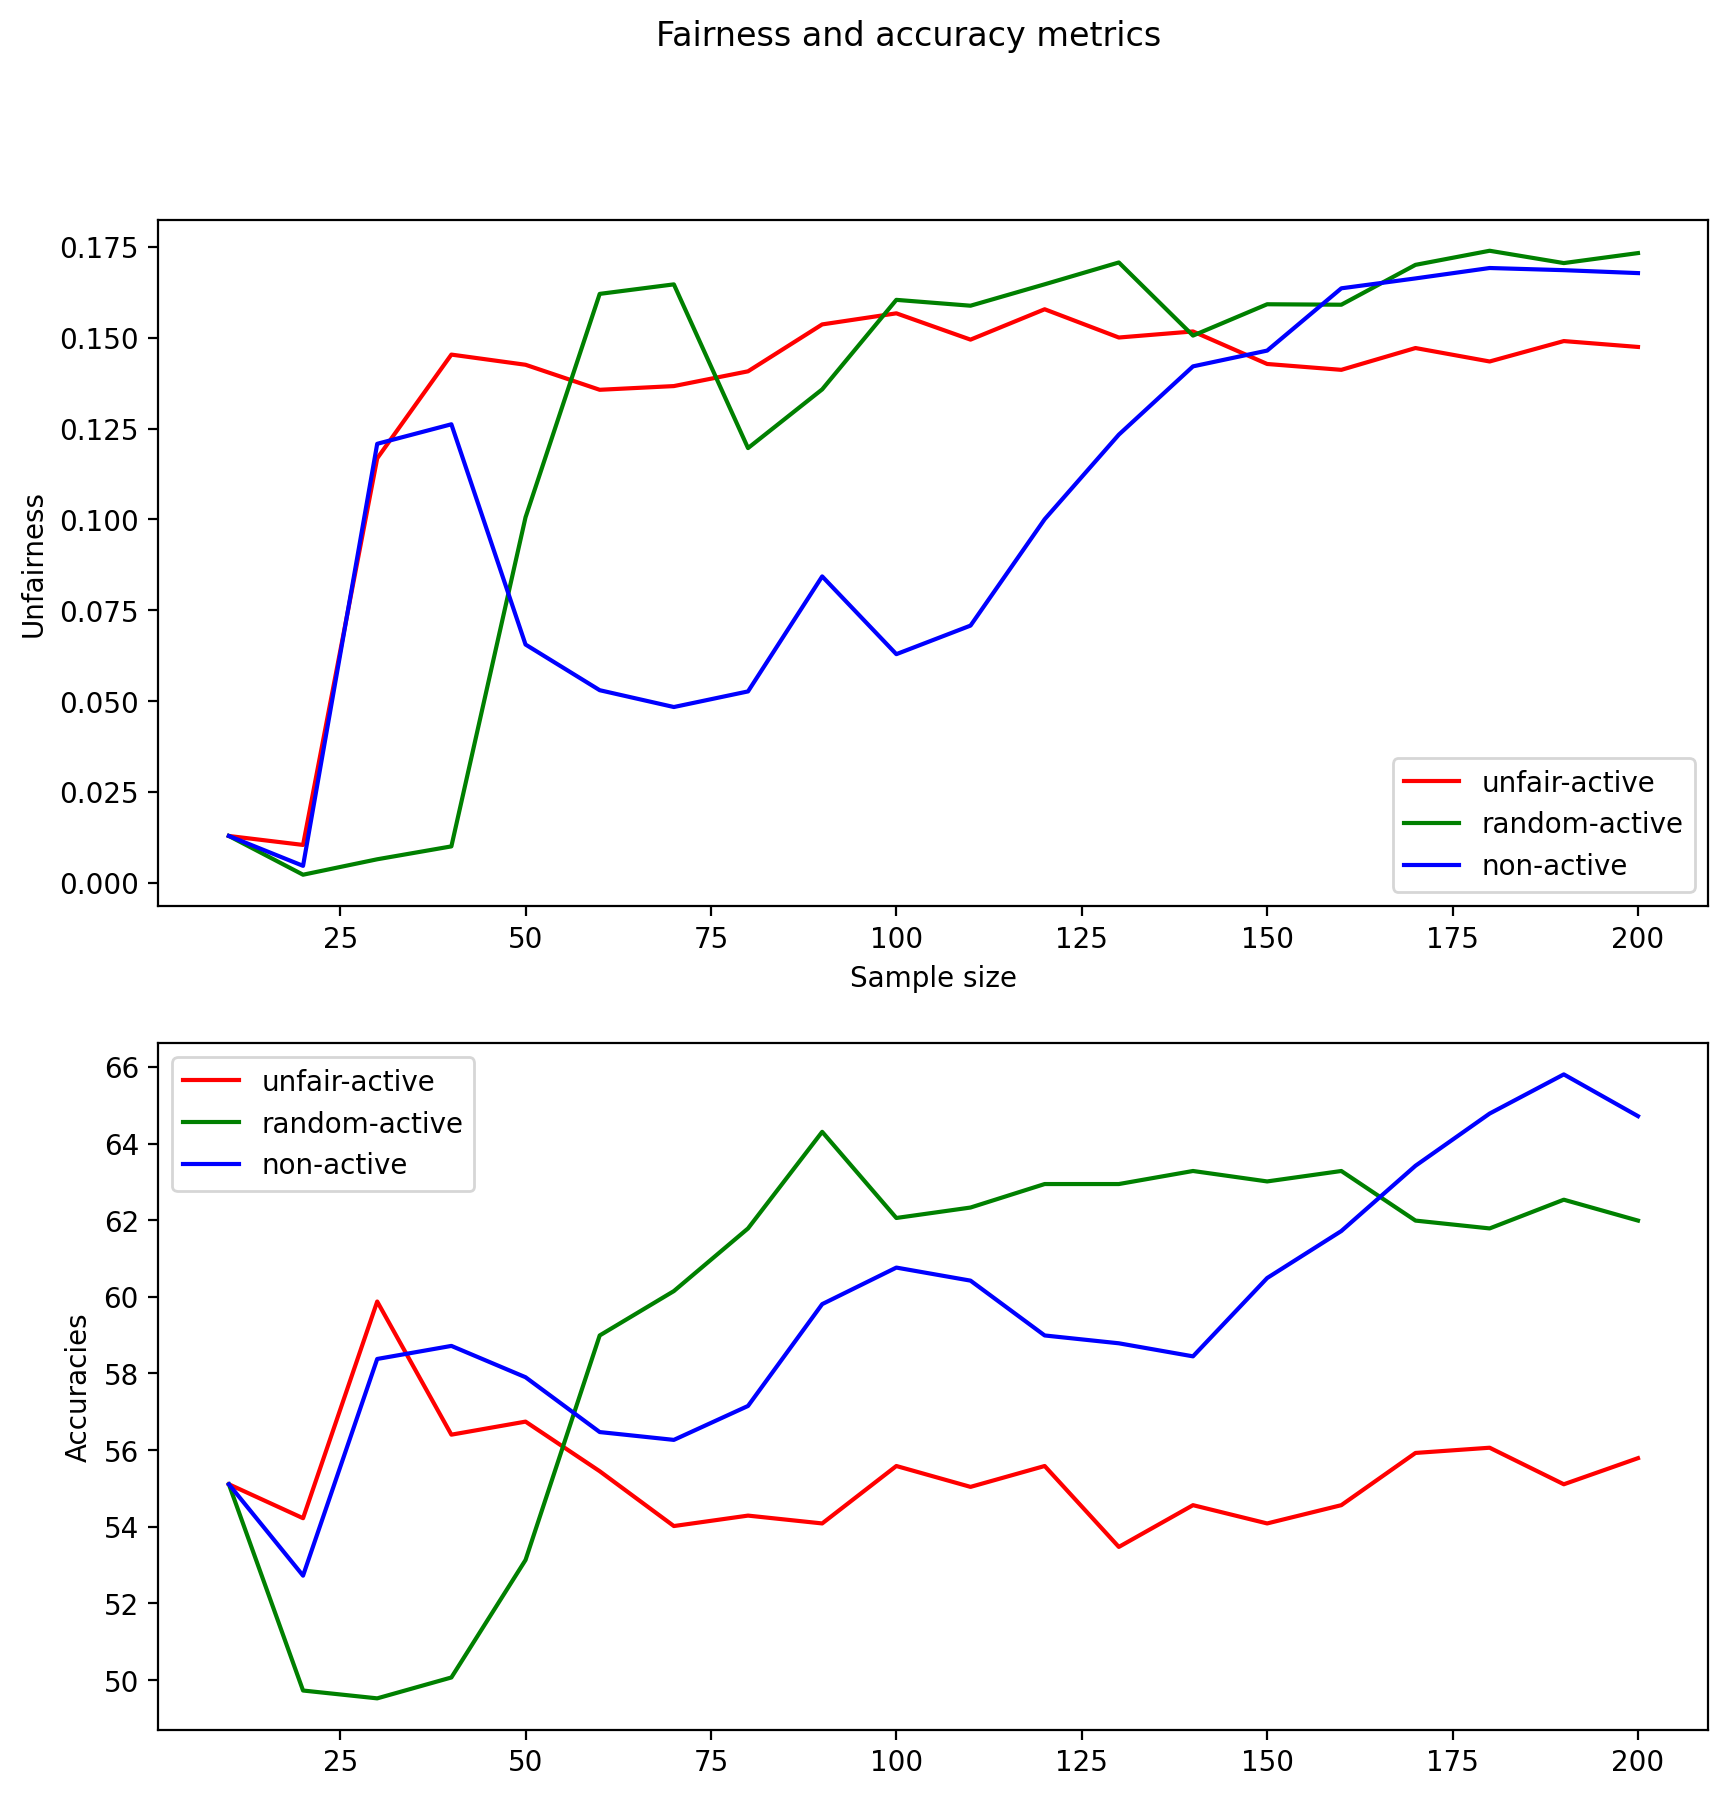 Fairness and accuracy metrics
0.175
0.150
0.125
0.100
0.075
0.050
0.025
0.000
Unfairness
unfair-active
random-active
non-active
25 50 75 100 125 150 175 200
Sample size
66
64
62
60
58
56
54
52
50
Accuracies
unfair-active
random-active
non-active
25 50 75 100 125 150 175 200